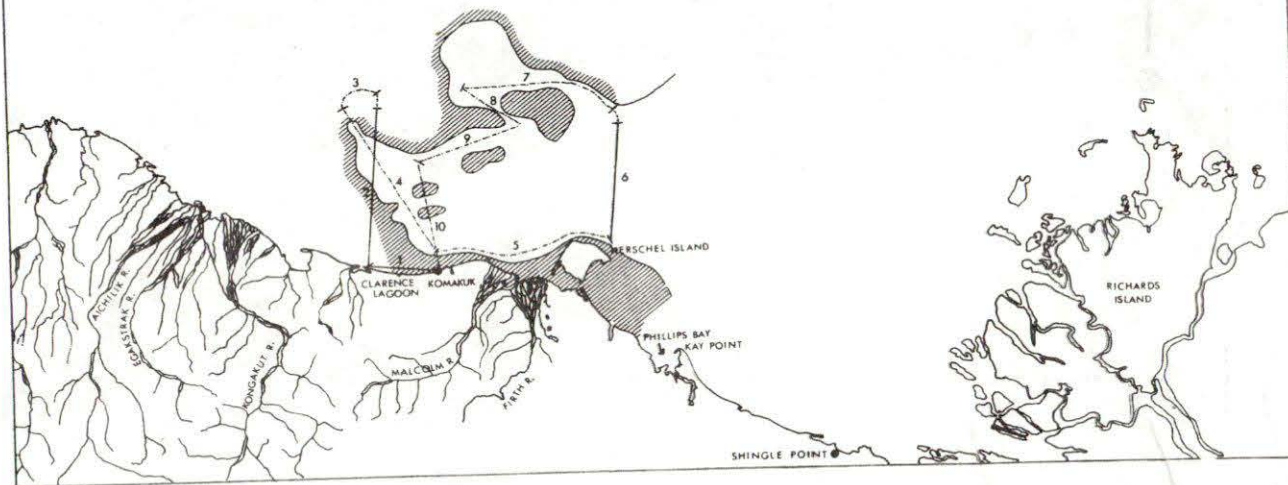 3
7
8
9
6
4
2
10
5
1
HERSCHEL ISLAND
CLARENCE
LAGOON
KOMAKUK
AICHILIK R.
EGAKSTRAK R.
KONGAKUT R.
MALCOLM R.
FIRTH R.
PHILLIPS BAY
KAY POINT
SHINGLE POINT
RICHARDS
ISLAND